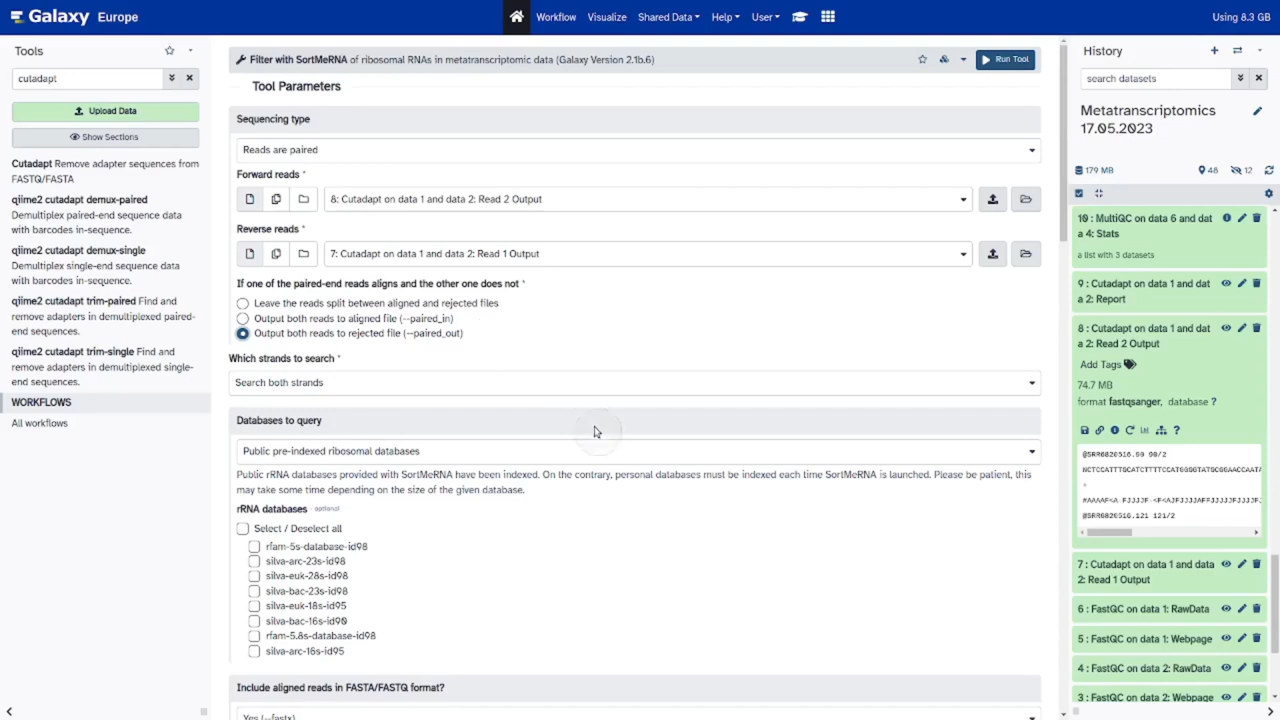 Galaxy Europe
Workflow Visualize Shared Data Help User
Using 8.3 GB
Tools
cutadapt
Upload Data
Show Sections
Cutadapt Remove adapter sequences from
FASTQ/FASTA
qiime2 cutadapt demux-paired
Demultiplex paired-end sequence data
with barcodes in-sequence.
qiime2 cutadapt demux-single
Demultiplex single-end sequence data
with barcodes in-sequence.
qiime2 cutadapt trim-paired Find and
remove adapters in demultiplexed paired-
end sequences.
qiime2 cutadapt trim-single Find and
remove adapters in demultiplexed single-
end sequences.
WORKFLOWS
All workflows
Filter with SortMeRNA of ribosomal RNAs in metatranscriptomic data (Galaxy Version 2.1b.6)
Run Tool
Tool Parameters
Sequencing type
Reads are paired
Forward reads *
8: Cutadapt on data 1 and data 2: Read 2 Output
Reverse reads *
7: Cutadapt on data 1 and data 2: Read 1 Output
If one of the paired-end reads aligns and the other one does not *
Leave the reads split between aligned and rejected files
Output both reads to aligned file (--paired_in)
Output both reads to rejected file (--paired_out)
Which strands to search *
Search both strands
Databases to query
Public pre-indexed ribosomal databases
Public rRNA databases provided with SortMeRNA have been indexed. On the contrary, personal databases must be indexed each time SortMeRNA is launched. Please be patient, this
may take some time depending on the size of the given database.
rRNA databases - optional
Select / Deselect all
rfam-5s-database-id98
silva-arc-23s-id98
silva-euk-28s-id98
silva-bac-23s-id98
silva-euk-18s-id95
silva-bac-16s-id90
rfam-5.8s-database-id98
silva-arc-16s-id95
Include aligned reads in FASTA/FASTQ format?
Yes (--fastx)
History
search datasets
Metatranscriptomics
17.05.2023
179 MB
46 12
10 : MultiQC on data 6 and dat
a 4: Stats
a list with 3 datasets
9 : Cutadapt on data 1 and dat
a 2: Report
8 : Cutadapt on data 1 and dat
a 2: Read 2 Output
Add Tags
74.7 MB
format fastqsanger, database ?
@SRR6820516.99 99/2
+
@SRR6820516.121 121/2
7 : Cutadapt on data 1 and data
2: Read 1 Output
6 : FastQC on data 1: RawData
5 : FastQC on data 1: Webpage
4 : FastQC on data 2: RawData
3 : FastQC on data 2: Webpage